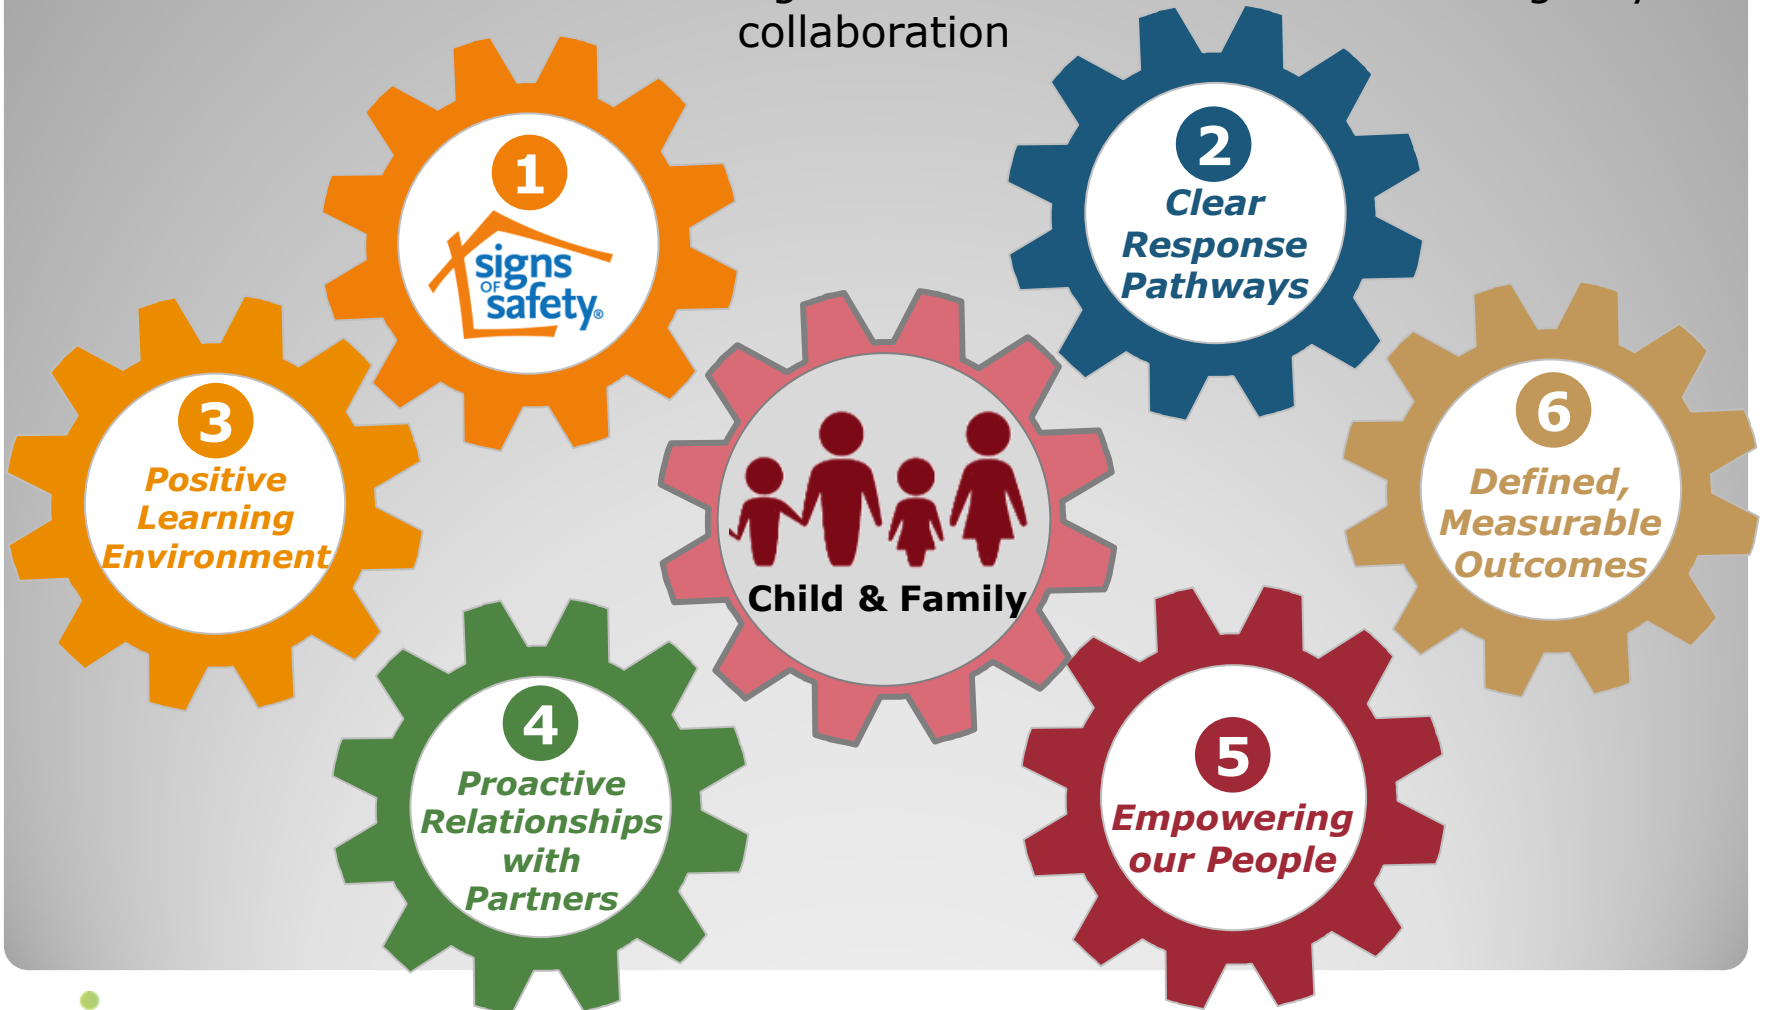 collaboration
1
signs
OF
safety®
2
Clear
Response
Pathways
3
Positive
Learning
Environment
Child & Family
6
Defined,
Measurable
Outcomes
4
Proactive
Relationships
with
Partners
5
Empowering
our People